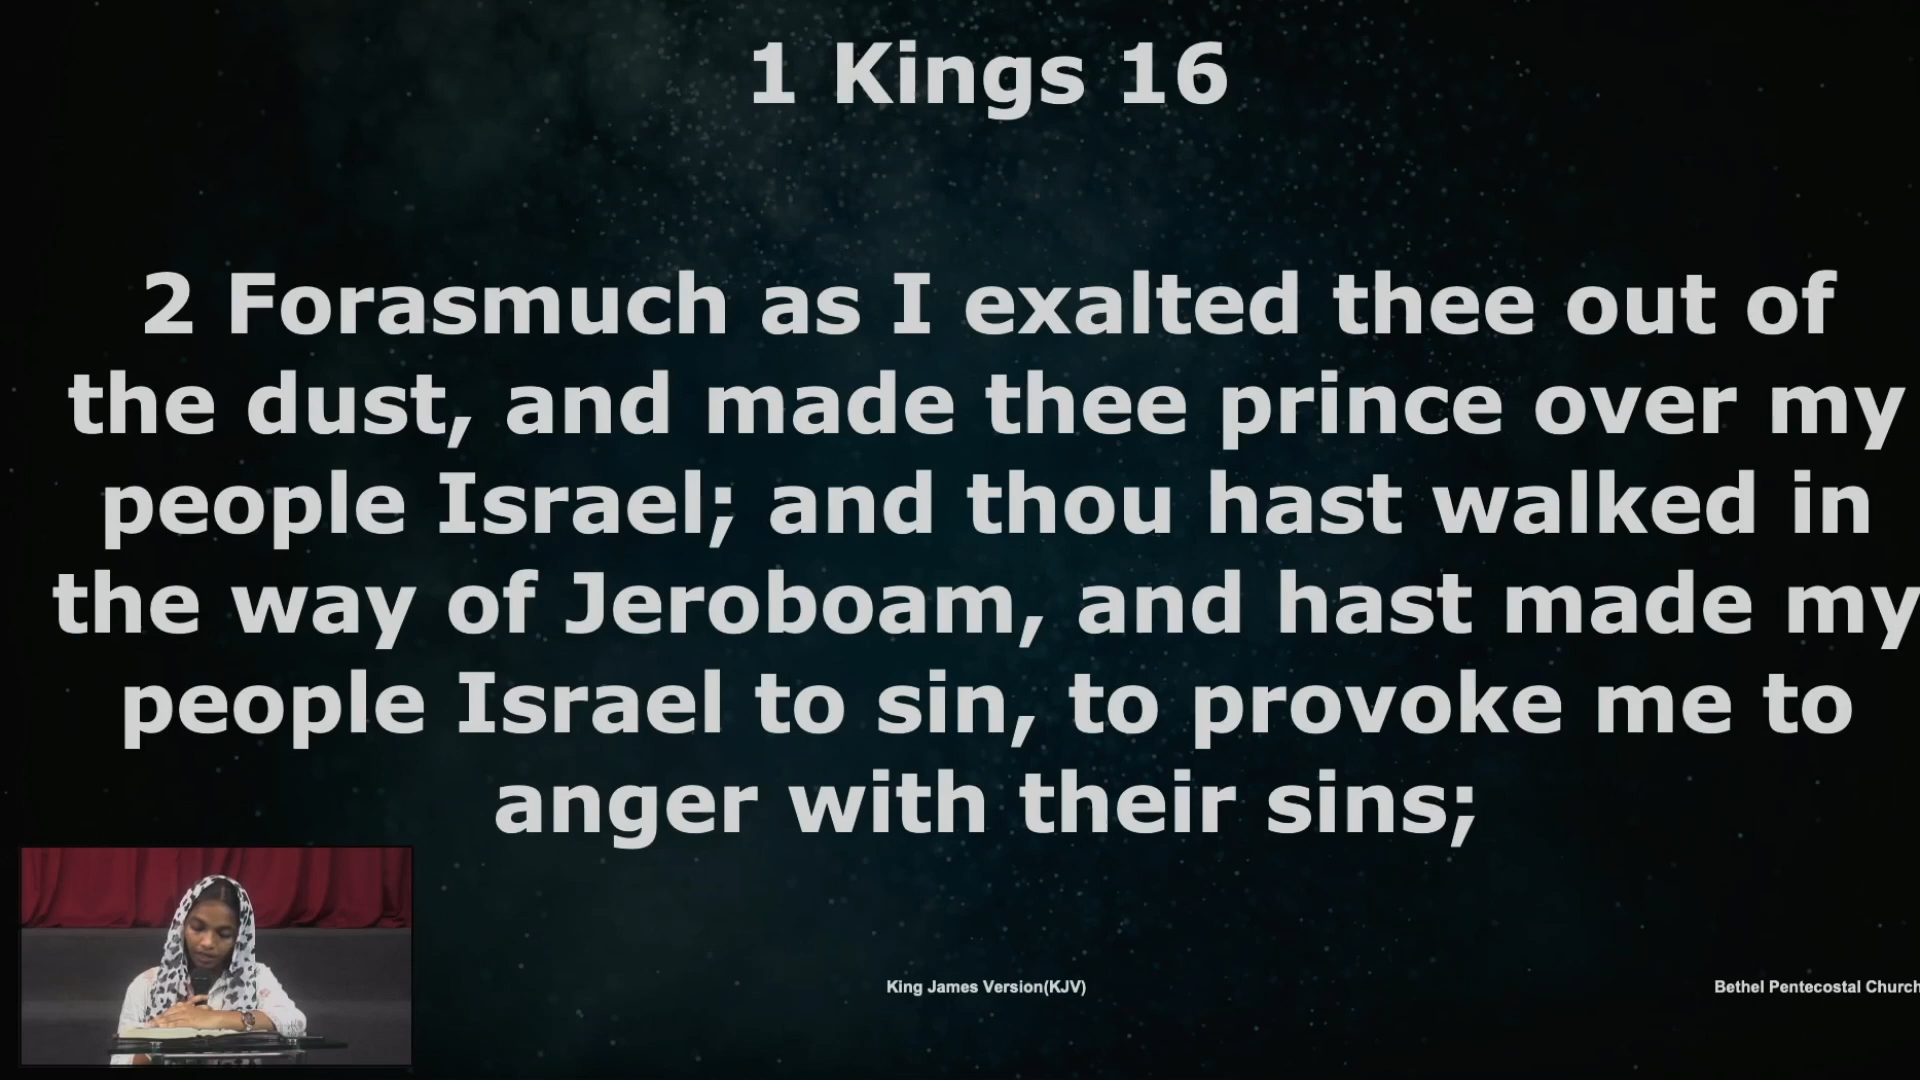 1 Kings 16
2 Forasmuch as I exalted thee out of
the dust, and made thee prince over my
people Israel; and thou hast walked in
the way of Jeroboam, and hast made my
people Israel to sin, to provoke me to
anger with their sins;
King James Version(KJV)
Bethel Pentecostal Church